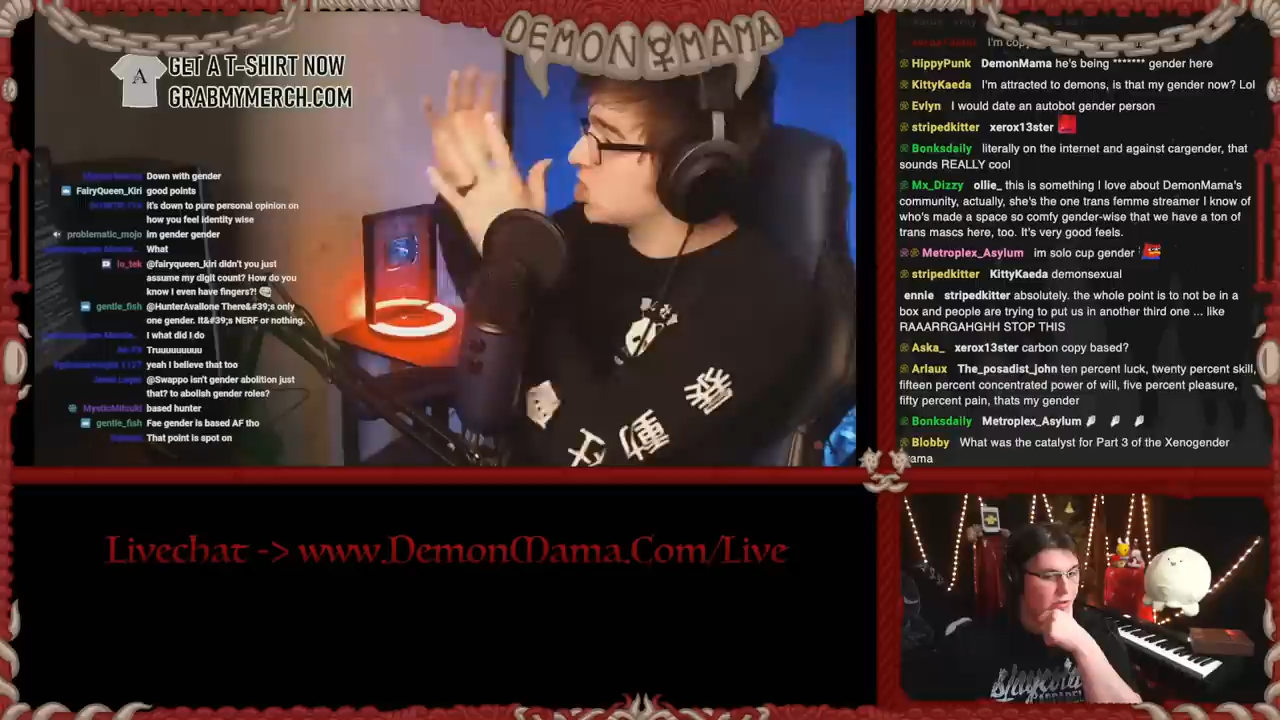 DEMON MAMA
GET A T-SHIRT NOW
GRABMYMERCH.COM
A
Down with gender
FairyQueen_Kiri good points
it's down to pure personal opinion on
how you feel identity wise
problematic_mojo im gender gender
What
io_tek @fairyqueen_kiri didn't you just
assume my digit count? How do you
know I even have fingers?!
gentle_fish @HunterAvallone There&#39;s only
one gender. It&#39;s NERF or nothing.
I what did I do
Truuuuuuuu
yeah I believe that too
@Swappo isn't gender abolition just
that? to abolish gender roles?
MysticMitsuki based hunter
gentle_fish Fae gender is based AF tho
That point is spot on
發
動
I'm copy
HippyPunk DemonMama he's being ******* gender here
KittyKaeda I'm attracted to demons, is that my gender now? Lol
Evlyn I would date an autobot gender person
stripedkitter xerox13ster
Bonksdaily literally on the internet and against cargender, that
sounds REALLY cool
Mx_Dizzy ollie_ this is something I love about DemonMama's
community, actually, she's the one trans femme streamer I know of
who's made a space so comfy gender-wise that we have a ton of
trans mascs here, too. It's very good feels.
Metroplex_Asylum im solo cup gender '
stripedkitter KittyKaeda demonsexual
ennie stripedkitter absolutely. the whole point is to not be in a
box and people are trying to put us in another third one ... like
RAAARRGAHGHH STOP THIS
Aska_ xerox13ster carbon copy based?
Arlaux The_posadist_john ten percent luck, twenty percent skill,
fifteen percent concentrated power of will, five percent pleasure,
fifty percent pain, thats my gender
Bonksdaily Metroplex_Asylum
Blobby What was the catalyst for Part 3 of the Xenogender
ama
Livechat -> www.DemonMama.Com/Live